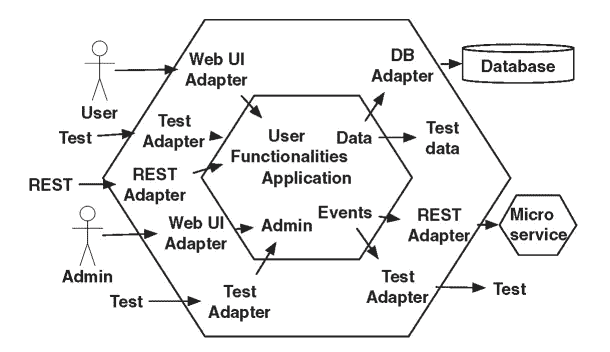 Web UI
Adapter
DB
Adapter
Database
User
Test
Test
Adapter
User
Functionalities
Application
Data
Test
data
REST
REST
Adapter
Admin
Web UI
Adapter
Admin
Events
REST
Adapter
Micro
service
Test
Test
Adapter
Test
Adapter
Test